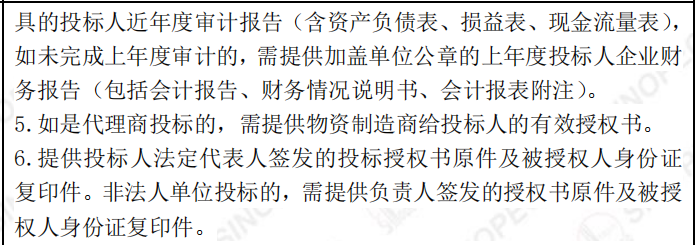 具的投标人近年度审计报告（含资产负债表、损益表、现金流量表），
如未完成上年度审计的，需提供加盖单位公章的上年度投标人企业财
务报告（包括会计报告、财务情况说明书、会计报表附注）。
5.如是代理商投标的，需提供物资制造商给投标人的有效授权书。
6.提供投标人法定代表人签发的投标授权书原件及被授权人身份证
复印件。非法人单位投标的，需提供负责人签发的授权书原件及被授
权人身份证复印件。